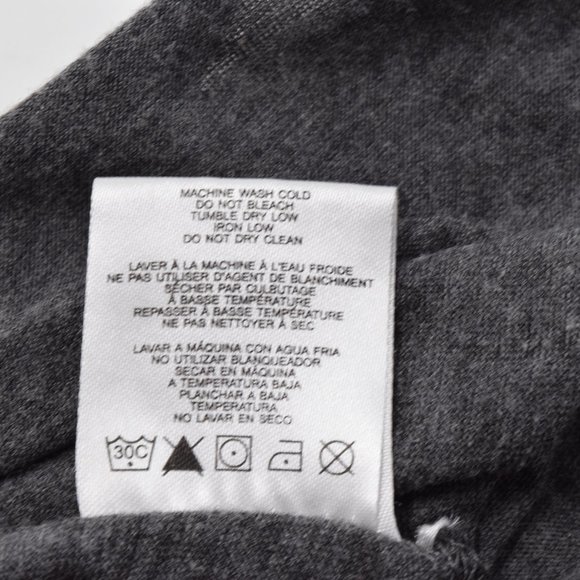 MACHINE WASH COLD
DO NOT BLEACH
TUMBLE DRY LOW
IRON LOW
DO NOT DRY CLEAN
LAVER À LA MACHINE À L'EAU FROIDE
NE PAS UTILISER D'AGENT DE BLANCHIMENT
SÉCHER PAR CULBUTAGE
À BASSE TEMPÉRATURE
REPASSER À BASSE TEMPÉRATURE
NE PAS NETTOYER À SEC
LAVAR A MÁQUINA CON AGUA FRIA
NO UTILIZAR BLANQUEADOR
SECAR EN MÁQUINA
A TEMPERATURA BAJA
PLANCHAR A BAJA
TEMPERATURA
NO LAVAR EN SECO
30C